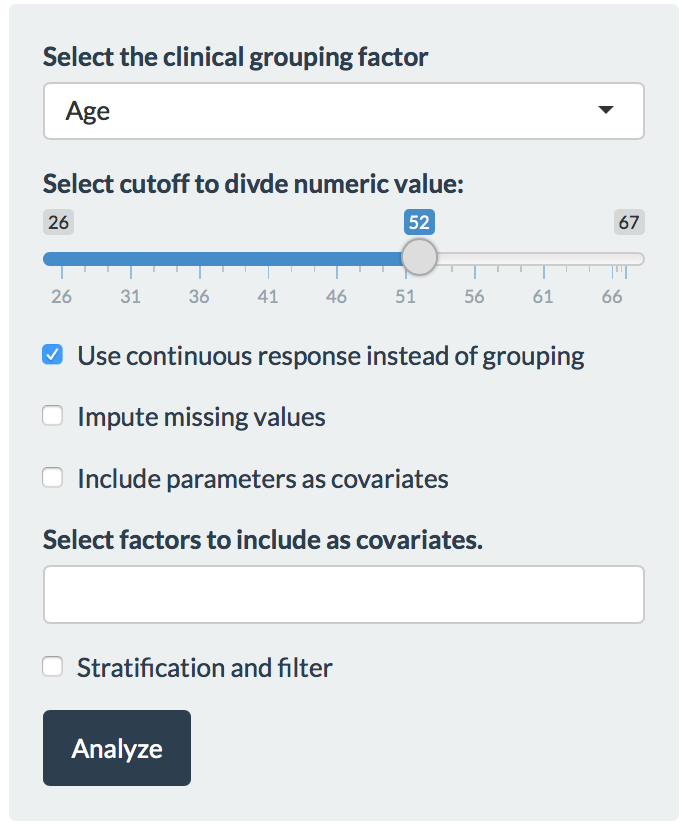 Select the clinical grouping factor
Age
Select cutoff to divde numeric value:
26 52 67
26 31 36 41 46 51 56 61 66
Use continuous response instead of grouping
Impute missing values
Include parameters as covariates
Select factors to include as covariates.
Stratification and filter
Analyze